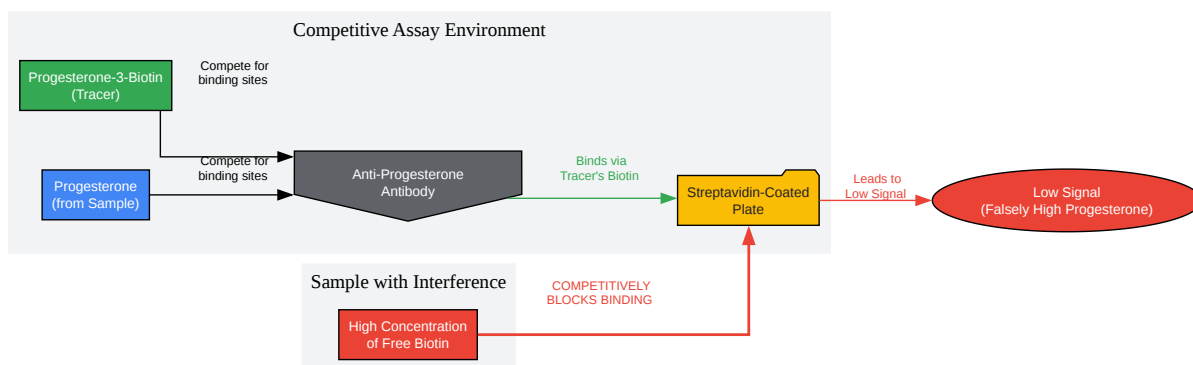 Competitive Assay Environment
Progesterone-3-Biotin
(Tracer)
Compete for
binding sites
Progesterone
(from Sample)
Compete for
binding sites
Anti-Progesterone
Antibody
Binds via
Tracer's Biotin
Streptavidin-Coated
Plate
Leads to
Low Signal
Low Signal
(Falsely High Progesterone)
Sample with Interference
High Concentration
of Free Biotin
COMPETITIVELY
BLOCKS BINDING